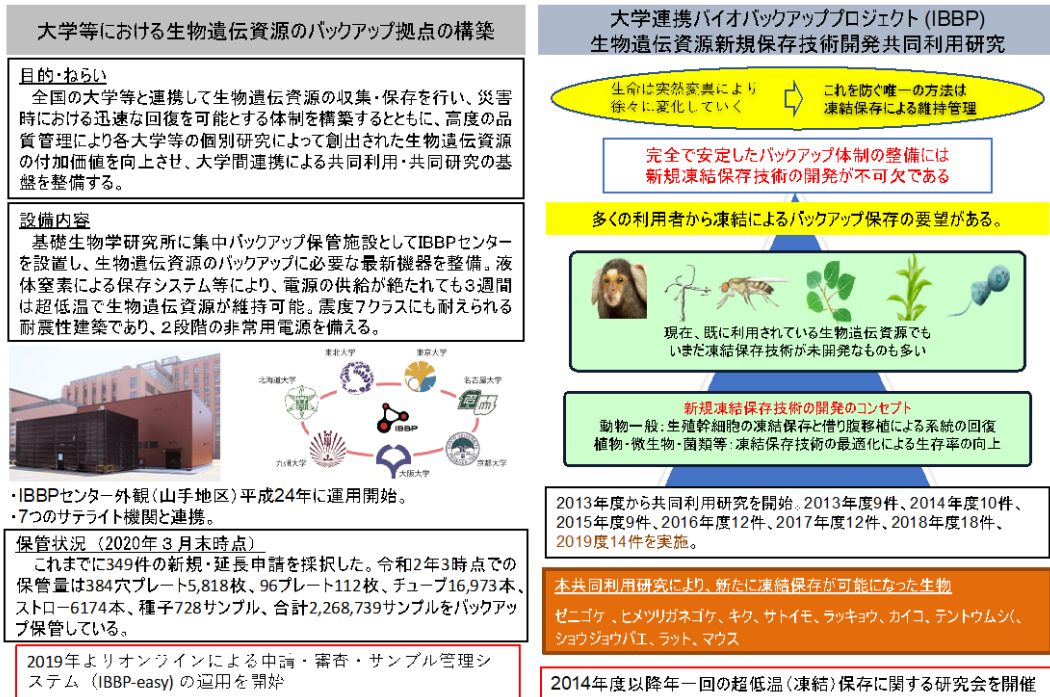 大学等における生物遺伝資源のバックアップ拠点の構築
目的・ねらい
全国の大学等と連携して生物遺伝資源の収集・保存を行い、災害
時における迅速な回復を可能とする体制を構築するとともに、高度の品
質管理により各大学等の個別研究によって創出された生物遺伝資源
の付加価値を向上させ、大学間連携による共同利用・共同研究の基
盤を整備する。
設備内容
基礎生物学研究所に集中バックアップ保管施設としてIBBPセンター
を設置し、生物遺伝資源のバックアップに必要な最新機器を整備。液
体窒素による保存システム等により、電源の供給が絶たれても３週間
は超低温で生物遺伝資源が維持可能。震度７クラスにも耐えられる
耐震性建築であり、２段階の非常用電源を備える。
東北大学
東京大学
北海道大学
名古屋大学
IBBP
九州大学
大阪大学
京都大学
・IBBPセンター外観（山手地区）平成24年に運用開始。
・7つのサテライト機関と連携。
保管状況（2020年３月末時点）
これまでに349件の新規・延長申請を採択した。令和2年3時点での
保管量は384穴プレート5,818枚、96プレート112枚、チューブ16,973本、
ストロー6174本、種子728サンプル、合計2,268,739サンプルをバックアッ
プ保管している。
2019年よりオンラインによる申請・審査・サンプル管理シ
ステム（IBBP-easy) の運用を開始
大学連携バイオバックアッププロジェクト (IBBP)
生物遺伝資源新規保存技術開発共同利用研究
生命は突然変異により
徐々に変化していく
これを防ぐ唯一の方法は
凍結保存による維持管理
完全で安定したバックアップ体制の整備には
新規凍結保存技術の開発が不可欠である
多くの利用者から凍結によるバックアップ保存の要望がある。
現在、既に利用されている生物遺伝資源でも
いまだ凍結保存技術が未開発なものも多い
新規凍結保存技術の開発のコンセプト
動物一般：生殖幹細胞の凍結保存と借り腹移植による系統の回復
植物・微生物・菌類等：凍結保存技術の最適化による生存率の向上
2013年度から共同利用研究を開始。2013年度9件、2014年度10件、
2015年度9件、2016年度12件、2017年度12件、2018年度18件、
2019度14件を実施。
本共同利用研究により、新たに凍結保存が可能になった生物
ゼニゴケ 、ヒメツリガネゴケ、キク、サトイモ、ラッキョウ、カイコ、テントウムシ(、
ショウジョウバエ、ラット、マウス
2014年度以降年一回の超低温（凍結）保存に関する研究会を開催